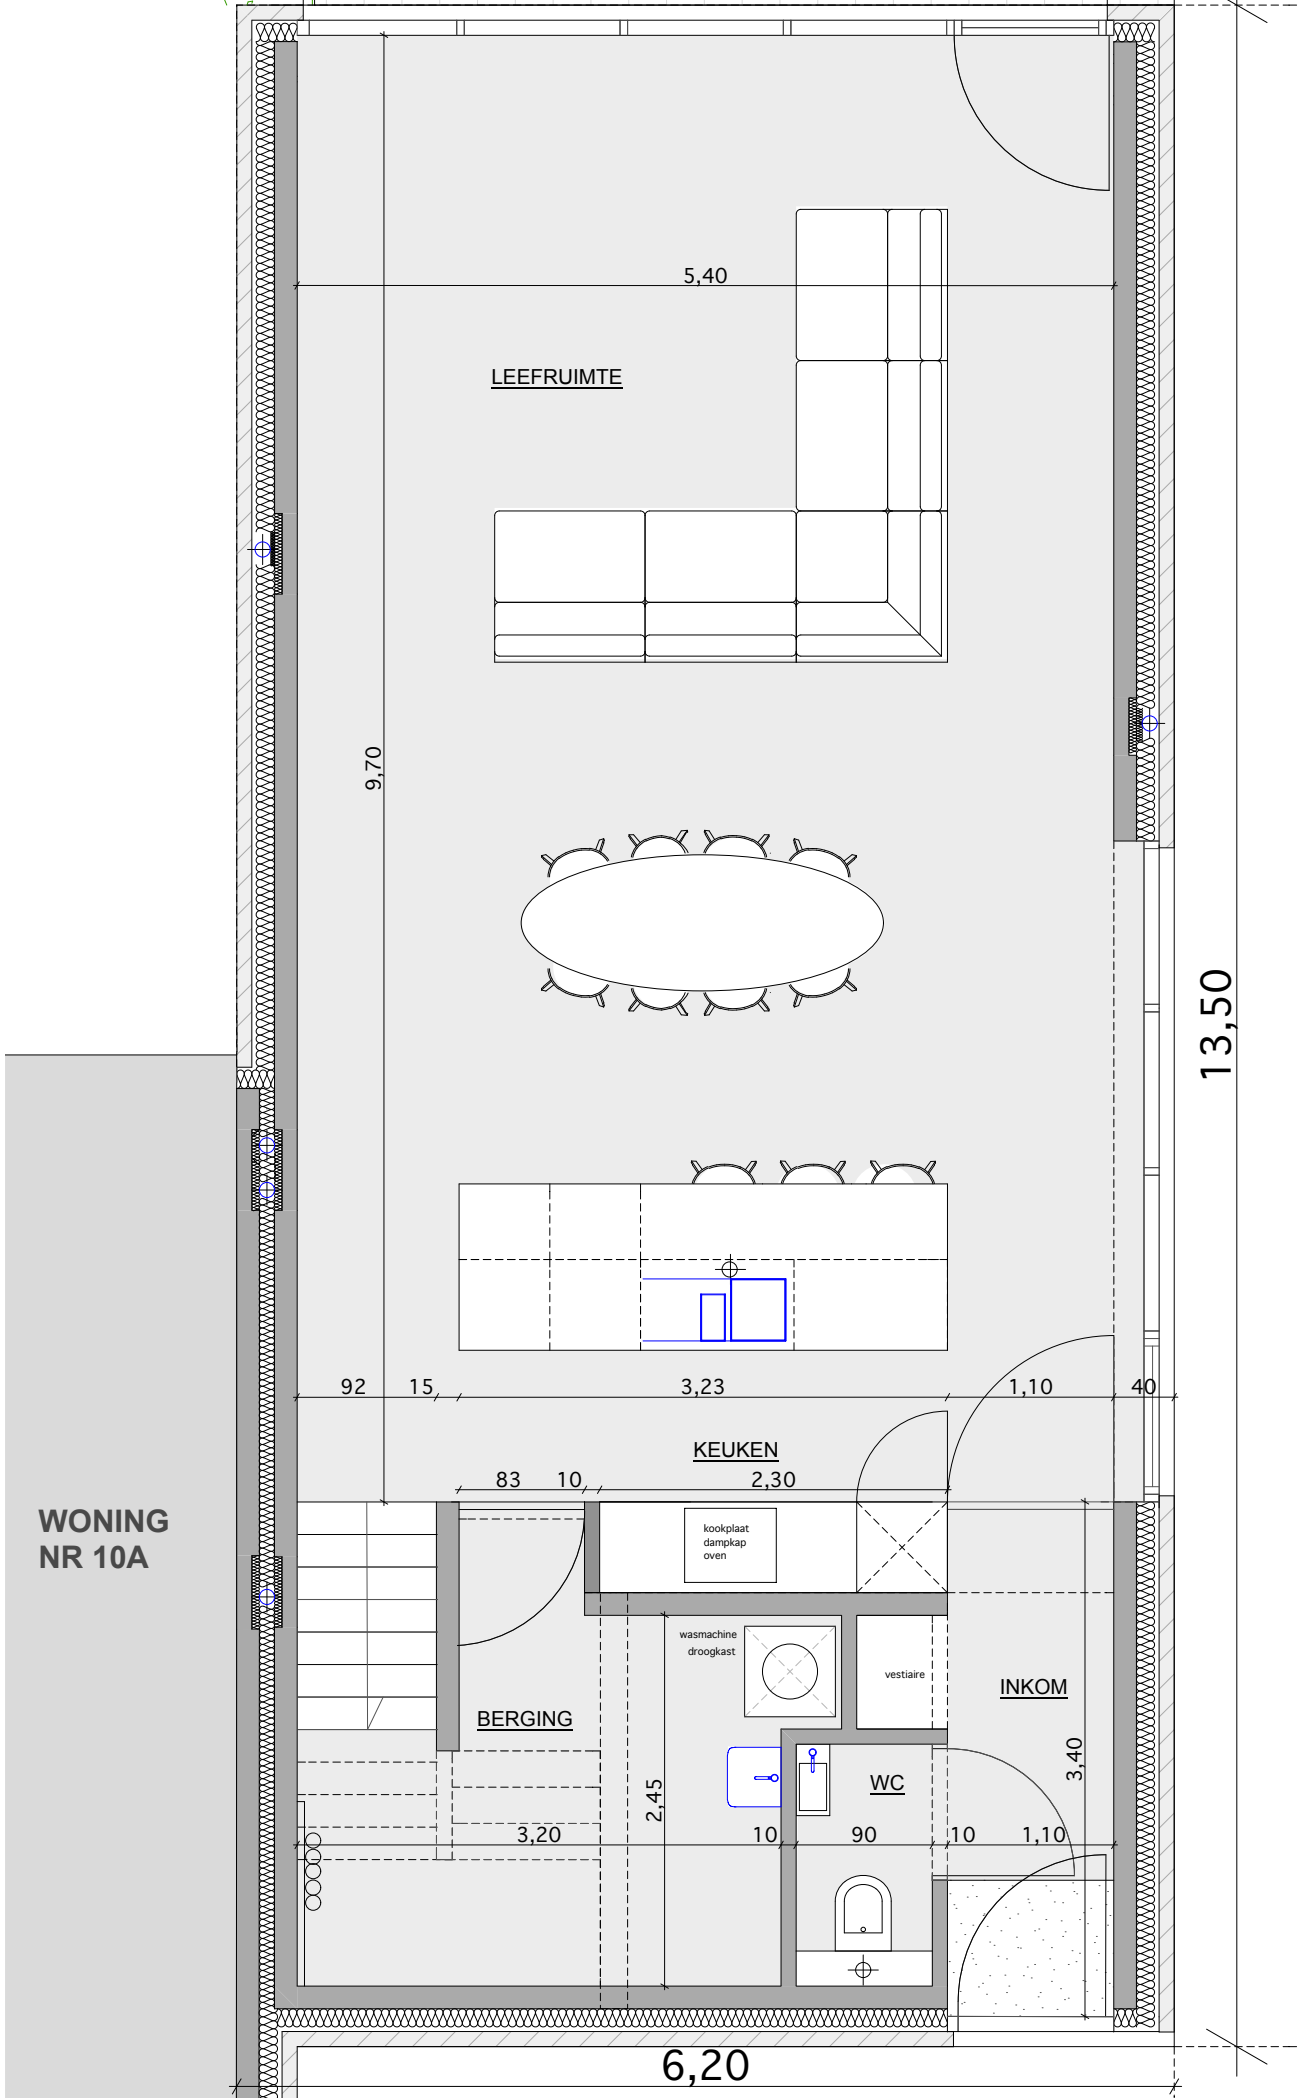 5,40
LEEFRUIMTE
9,70
13,50
92 15 3,23 1,10 40
KEUKEN
83 10 2,30
WONING
NR 10A
kookplaat
dampkap
oven
wasmachine
droogkast
vestiaire
INKOM
BERGING
3,40
WC
2,45
3,20 10 90 10 1,10
6,20